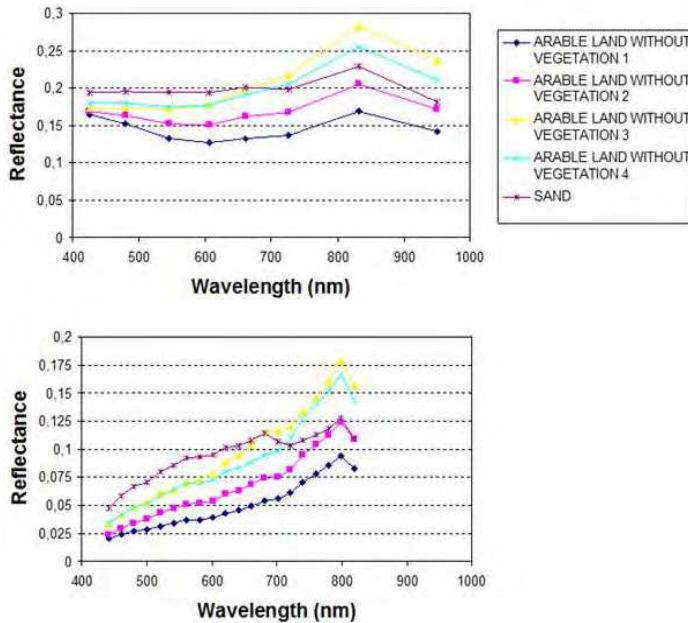 0,3
0,25
0,2
0,15
0,1
0,05
0
Reflectance
400 500 600 700 800 900 1000
Wavelength (nm)
ARABLE LAND WITHOUT
VEGETATION 1
ARABLE LAND WITHOUT
VEGETATION 2
ARABLE LAND WITHOUT
VEGETATION 3
ARABLE LAND WITHOUT
VEGETATION 4
SAND
0,2
0,175
0,15
0,125
0,1
0,075
0,05
0,025
0
Reflectance
400 500 600 700 800 900 1000
Wavelength (nm)